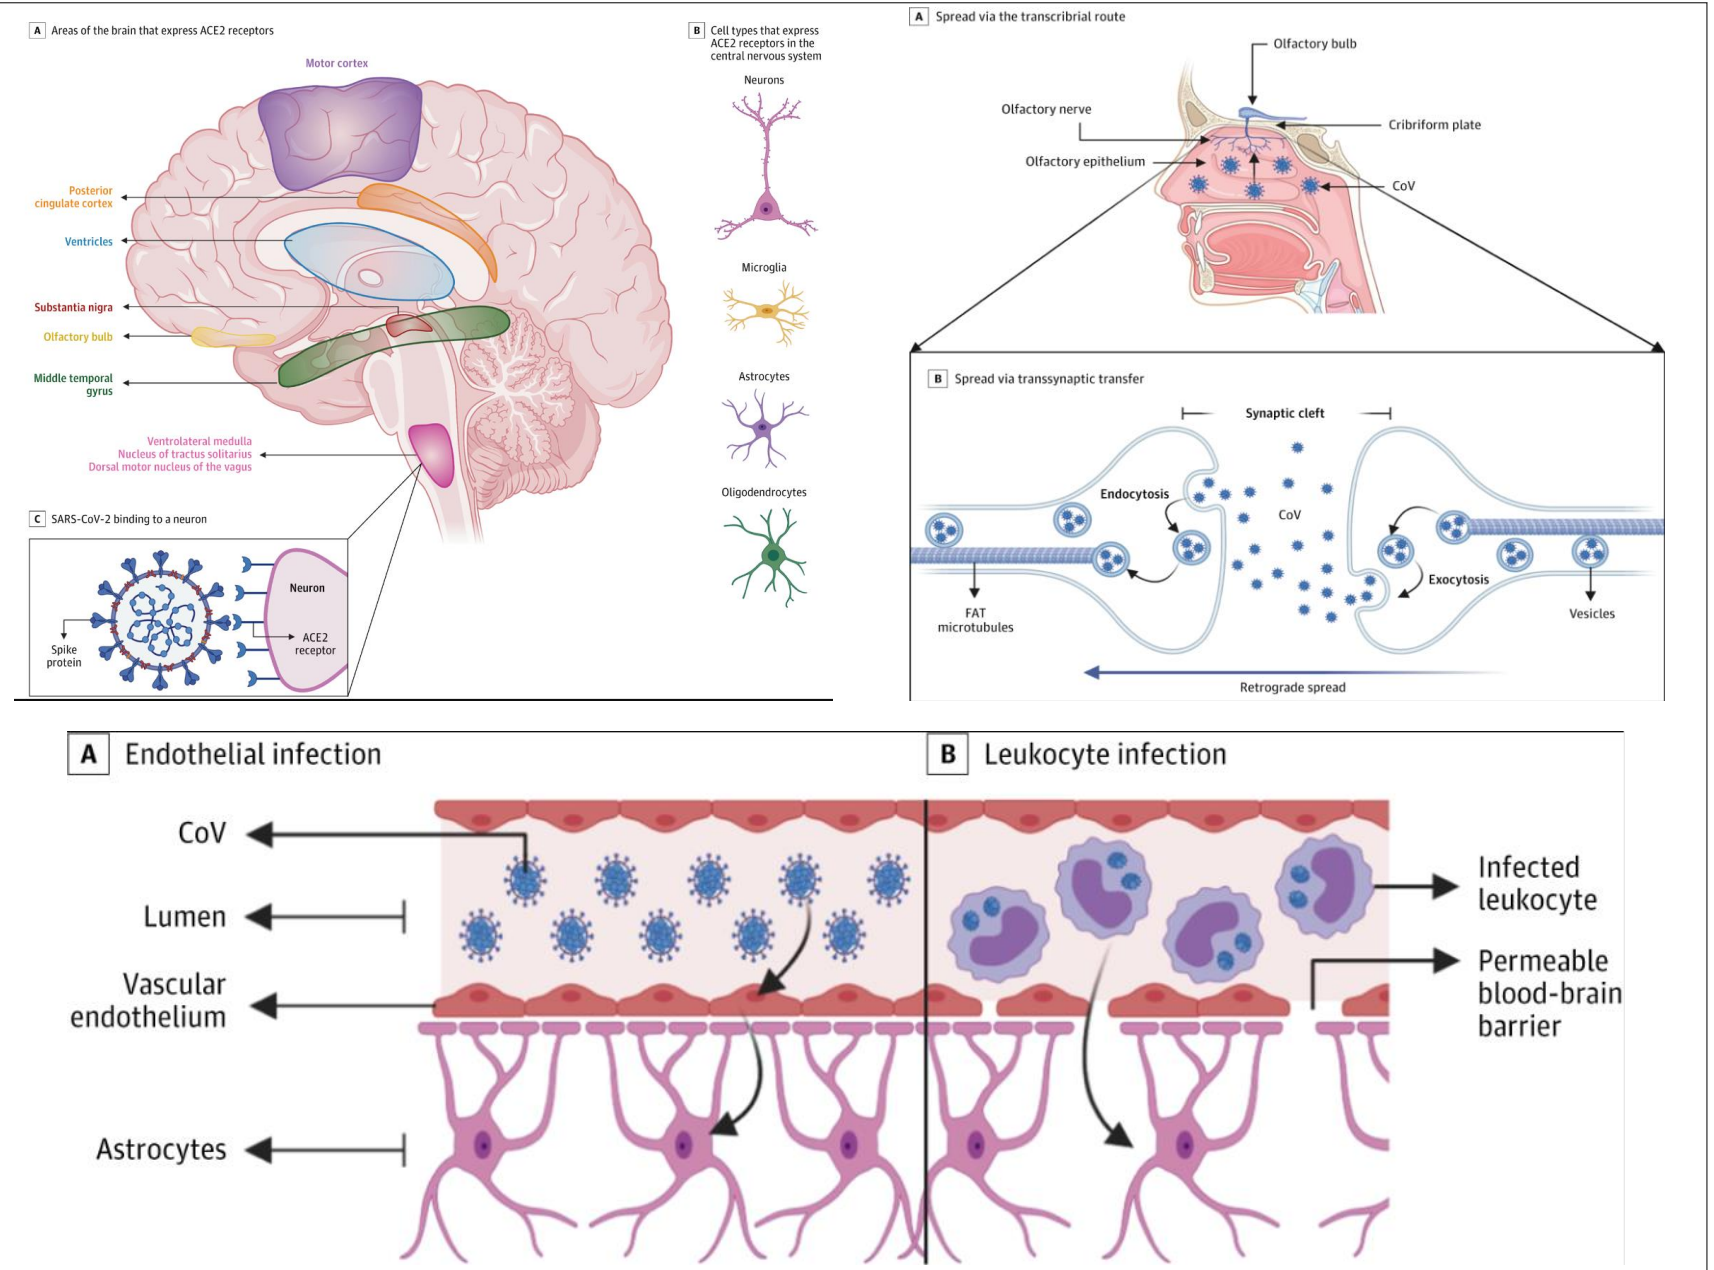 A Areas of the brain that express ACE2 receptors
Motor cortex
Posterior
cingulate cortex
Ventricles
Substantia nigra
Olfactory bulb
Middle temporal
gyrus
Ventrolateral medulla
Nucleus of tractus solitarius
Dorsal motor nucleus of the vagus
B Cell types that express
ACE2 receptors in the
central nervous system
Neurons
Microglia
Astrocytes
Oligodendrocytes
C SARS-CoV-2 binding to a neuron
Neuron
Spike
protein
ACE2
receptor
A Spread via the transcribrial route
Olfactory bulb
Olfactory nerve
Cribriform plate
Olfactory epithelium
CoV
B Spread via transsynaptic transfer
Synaptic cleft
Endocytosis
CoV
Exocytosis
FAT
microtubules
Vesicles
Retrograde spread
A Endothelial infection
CoV
Lumen
Vascular
endothelium
Astrocytes
B Leukocyte infection
Infected
leukocyte
Permeable
blood-brain
barrier